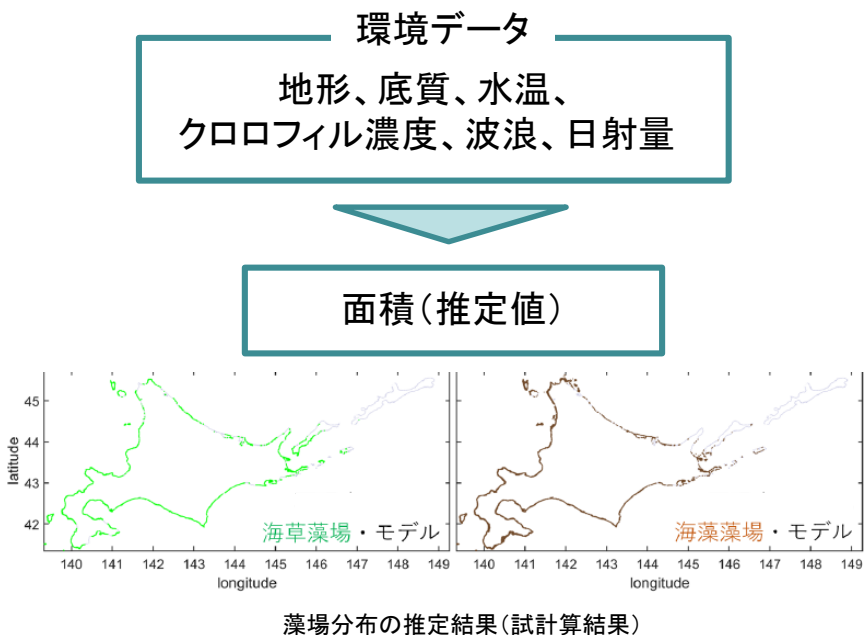 環境データ
地形、底質、水温、
クロロフィル濃度、波浪、日射量
面積(推定値)
45
44
43
42
latitude
海草藻場・モデル
140 141 142 143 144 145 146 147 148 149
longitude
海藻藻場・モデル
140 141 142 143 144 145 146 147 148 149
longitude
藻場分布の推定結果(試計算結果)